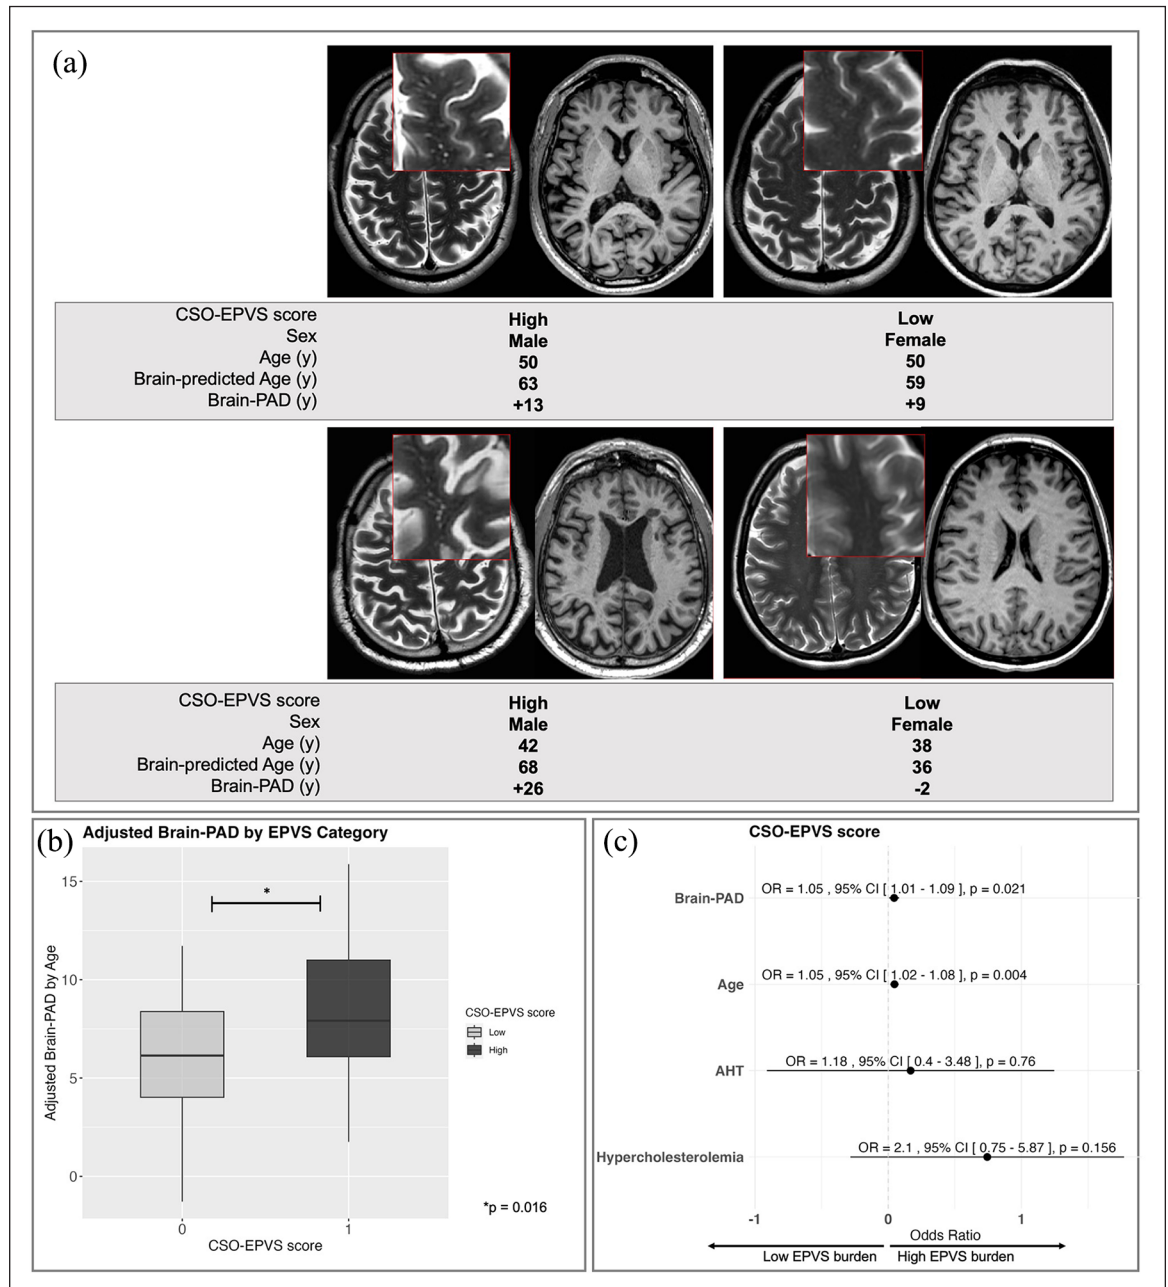 (a)
CSO-EPVS score High Low
Sex Male Female
Age (y) 50 50
Brain-predicted Age (y) 63 59
Brain-PAD (y) +13 +9
CSO-EPVS score High Low
Sex Male Female
Age (y) 42 38
Brain-predicted Age (y) 68 36
Brain-PAD (y) +26 -2
(b) Adjusted Brain-PAD by EPVS Category
Adjusted Brain-PAD by Age
15
10
5
0
*
0 1
CSO-EPVS score
CSO-EPVS score
Low
High
*p = 0.016
(c) CSO-EPVS score
Brain-PAD
OR = 1.05 , 95% CI [ 1.01 - 1.09 ], p = 0.021
Age
OR = 1.05 , 95% CI [ 1.02 - 1.08 ], p = 0.004
AHT
OR = 1.18 , 95% CI [ 0.4 - 3.48 ], p = 0.76
Hypercholesterolemia
OR = 2.1 , 95% CI [ 0.75 - 5.87 ], p = 0.156
-1 0 1
Odds Ratio
Low EPVS burden High EPVS burden